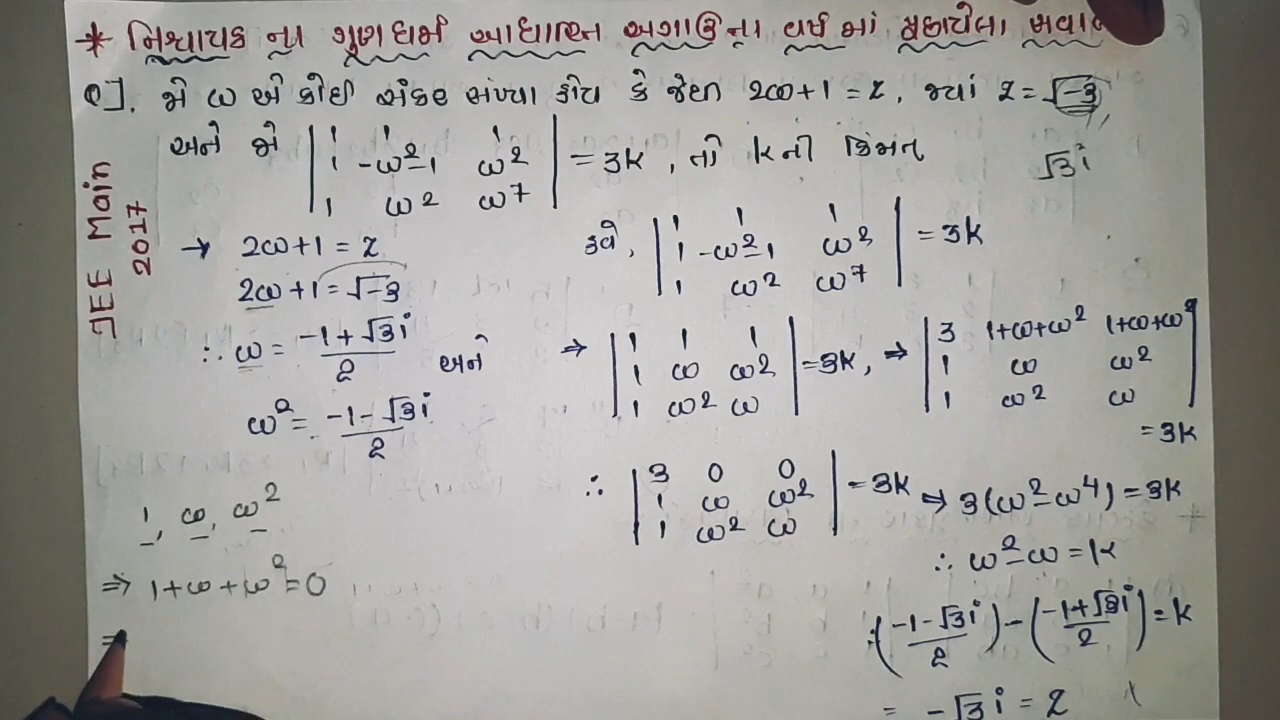 * નિશ્ચાયક ના ગુણધર્મ આધારિત અગાઉના વર્ષ માં પૂછાયેલા સવાલ
Q]. જો ω એ કોઈ સંકર સંખ્યા હોય કે જેથી 2ω+1 = z, જ્યાં z = √-3
√3 i
અને જો | 1 1 1 |
| 1 -ω²-1 ω² | = 3k, તો k ની કિંમત
| 1 ω² ω⁷ |
JEE Main
2017
→ 2ω+1 = z
2ω+1 = √-3
∴ ω = (-1+√3 i)/2 અને
ω² = (-1-√3 i)/2
1, ω, ω²
⇒ 1+ω+ω² = 0
=
હવે, | 1 1 1 |
| 1 -ω²-1 ω² | = 3k
| 1 ω² ω⁷ |
⇒ | 1 1 1 |
| 1 ω ω² | = 3k,
| 1 ω² ω |
⇒ | 3 1+ω+ω² 1+ω+ω² |
| 1 ω ω² |
| 1 ω² ω |
= 3k
∴ | 3 0 0 |
| 1 ω ω² | = 3k
| 1 ω² ω |
⇒ 3(ω²-ω⁴) = 3k
∴ ω²-ω = k
∴ ((-1-√3 i)/2) - ((-1+√3 i)/2) = k
= -√3 i = z